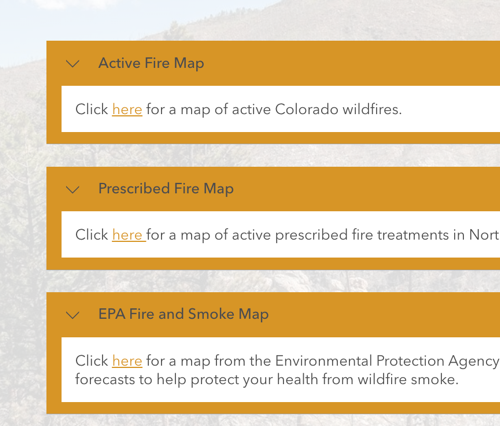 Active Fire Map
Click here for a map of active Colorado wildfires.
Prescribed Fire Map
Click here for a map of active prescribed fire treatments in Nort
EPA Fire and Smoke Map
Click here for a map from the Environmental Protection Agency
forecasts to help protect your health from wildfire smoke.